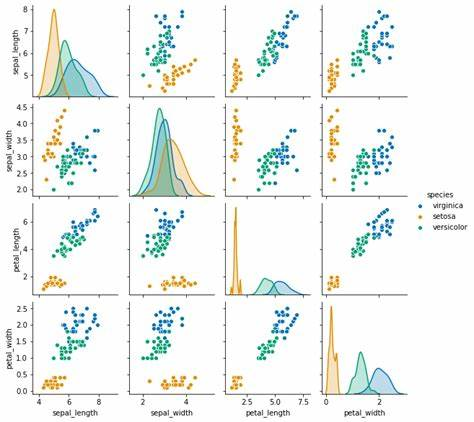 8
7
6
5
sepal_length
4.5
4.0
3.5
3.0
2.5
2.0
sepal_width
species
virginica
setosa
versicolor
6
4
2
petal_length
2.5
2.0
1.5
1.0
0.5
0.0
petal_width
4 6 8
sepal_length
2 4
sepal_width
2.5 5.0 7.5
petal_length
0 2
petal_width